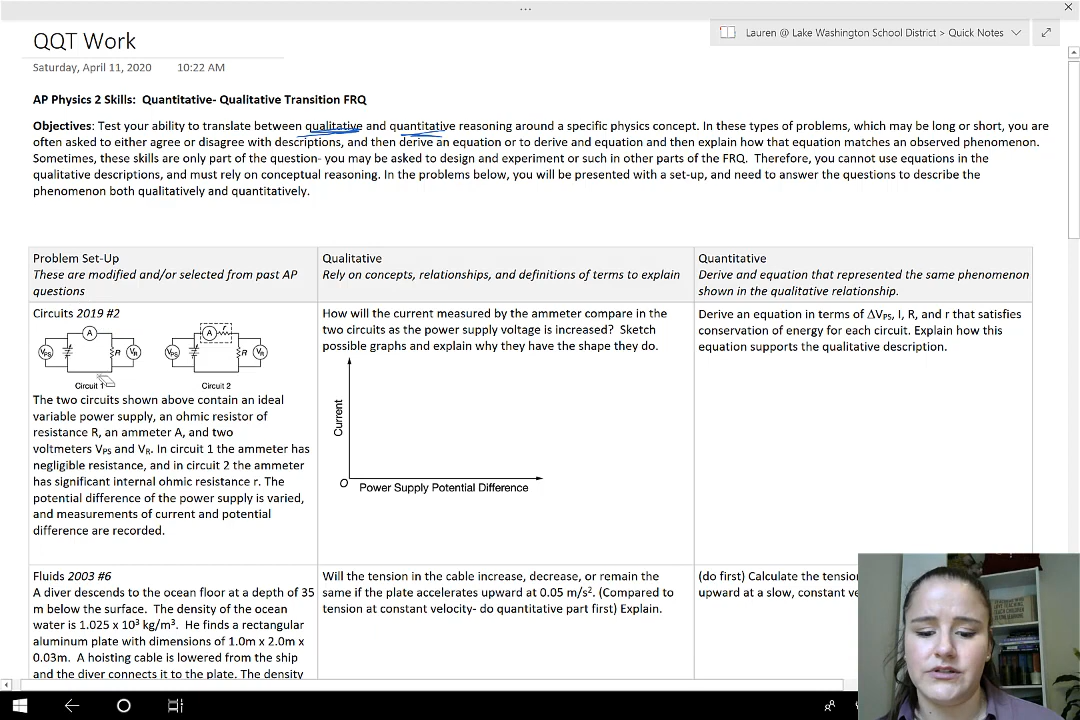 ...
Lauren @ Lake Washington School District > Quick Notes
QQT Work
Saturday, April 11, 2020 10:22 AM
AP Physics 2 Skills: Quantitative- Qualitative Transition FRQ
Objectives: Test your ability to translate between qualitative and quantitative reasoning around a specific physics concept. In these types of problems, which may be long or short, you are
often asked to either agree or disagree with descriptions, and then derive an equation or to derive and equation and then explain how that equation matches an observed phenomenon.
Sometimes, these skills are only part of the question- you may be asked to design and experiment or such in other parts of the FRQ. Therefore, you cannot use equations in the
qualitative descriptions, and must rely on conceptual reasoning. In the problems below, you will be presented with a set-up, and need to answer the questions to describe the
phenomenon both qualitatively and quantitatively.
Problem Set-Up
These are modified and/or selected from past AP
questions
Qualitative
Rely on concepts, relationships, and definitions of terms to explain
Quantitative
Derive and equation that represented the same phenomenon
shown in the qualitative relationship.
Circuits 2019 #2
A
VPS
R
VR
Circuit 1
A
r
VPS
R
VR
Circuit 2
The two circuits shown above contain an ideal
variable power supply, an ohmic resistor of
resistance R, an ammeter A, and two
voltmeters VPS and VR. In circuit 1 the ammeter has
negligible resistance, and in circuit 2 the ammeter
has significant internal ohmic resistance r. The
potential difference of the power supply is varied,
and measurements of current and potential
difference are recorded.
How will the current measured by the ammeter compare in the
two circuits as the power supply voltage is increased? Sketch
possible graphs and explain why they have the shape they do.
Current
O
Power Supply Potential Difference
Derive an equation in terms of ΔVPS, I, R, and r that satisfies
conservation of energy for each circuit. Explain how this
equation supports the qualitative description.
Fluids 2003 #6
A diver descends to the ocean floor at a depth of 35
m below the surface. The density of the ocean
water is 1.025 x 10³ kg/m³. He finds a rectangular
aluminum plate with dimensions of 1.0m x 2.0m x
0.03m. A hoisting cable is lowered from the ship
and the diver connects it to the plate. The density
Will the tension in the cable increase, decrease, or remain the
same if the plate accelerates upward at 0.05 m/s². (Compared to
tension at constant velocity- do quantitative part first) Explain.
(do first) Calculate the tensio
upward at a slow, constant ve